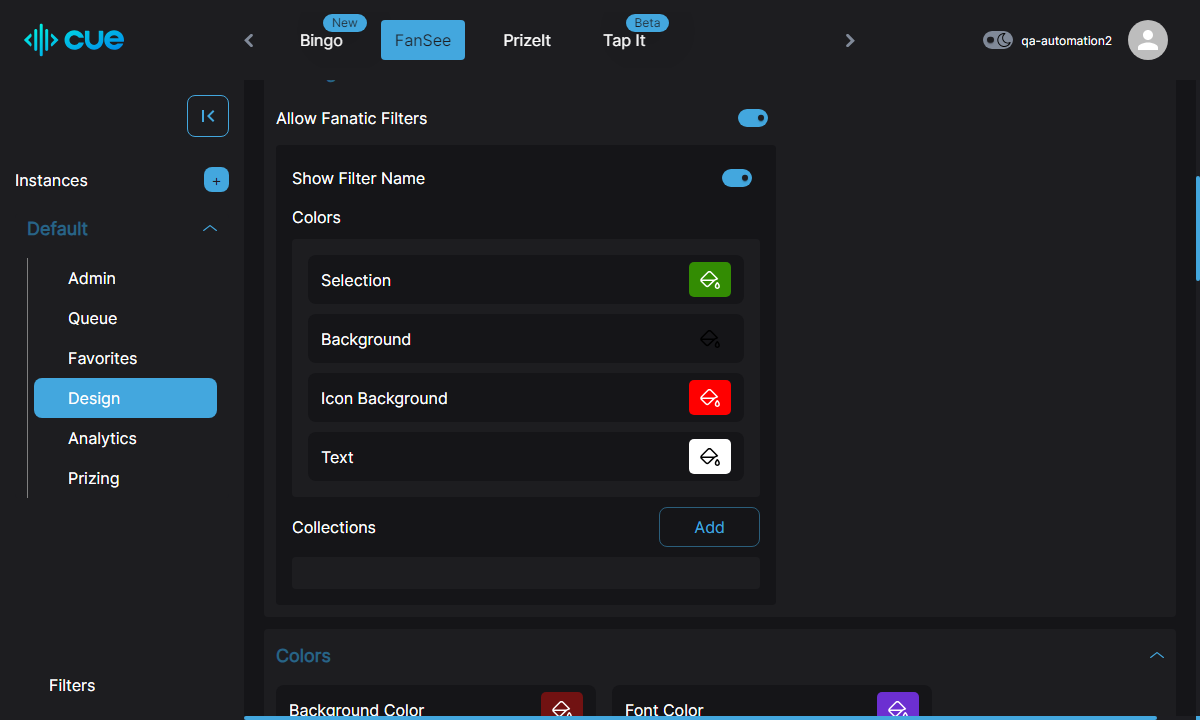 cue
Bingo
New
FanSee
PrizeIt
Tap It
Beta
qa-automation2
Instances
+
Default
Admin
Queue
Favorites
Design
Analytics
Prizing
Filters
Allow Fanatic Filters
Show Filter Name
Colors
Selection
Background
Icon Background
Text
Collections
Add
Colors
Background Color
Font Color